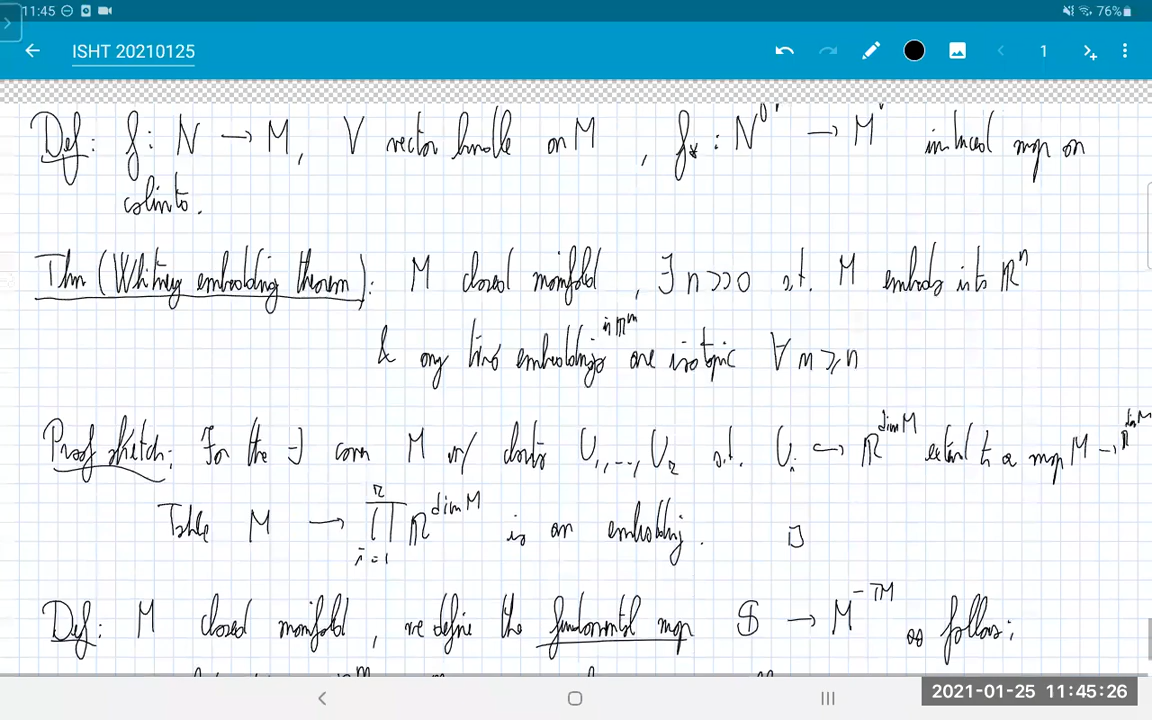 11:45
76%
ISHT 20210125
1
Def: f: N → M, V vector bundle on M, f_* : N → M^V induced map on
colimits.
Thm (Whitney embedding theorem): M closed manifold, ∃ n >> 0 s.t. M embeds into ℝ^n
& any two embeddings in ℝ^m are isotopic ∀ m ≥ n
Proof sketch: For the ∃ cover M w/ charts U_1, ..., U_r s.t. U_i ↪ ℝ^{dim M} extend to a map M → ℝ^{dim M}
Take M → ∏_{i=1}^{r} ℝ^{dim M} is an embedding. □
Def: M closed manifold, we define the fundamental map 𝕊 → M^{-TM} as follows:
2021-01-25 11:45:26